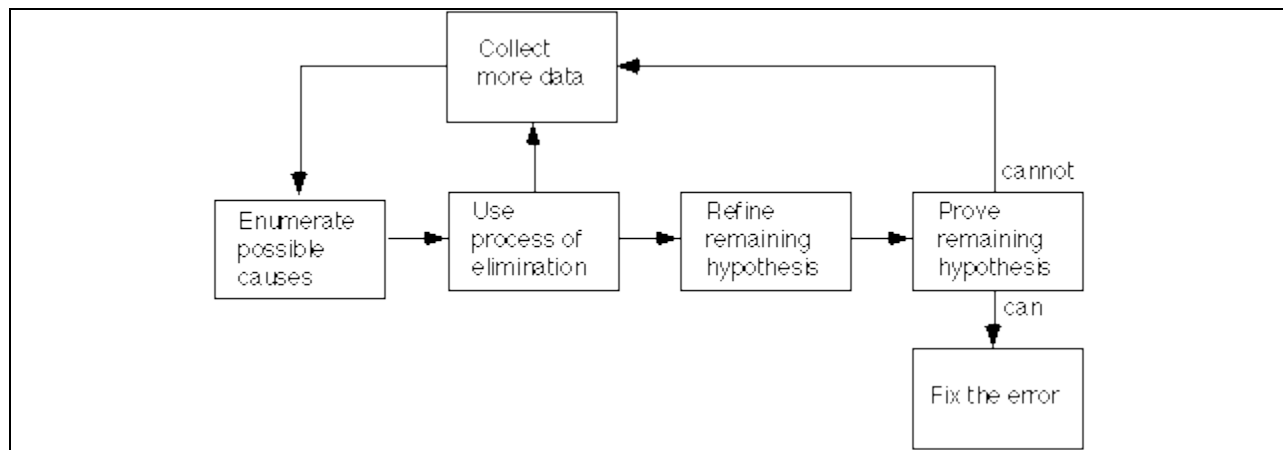 Collect
more data
cannot
Enumerate
possible
causes
Use
process of
elimination
Refine
remaining
hypothesis
Prove
remaining
hypothesis
can
Fix the error